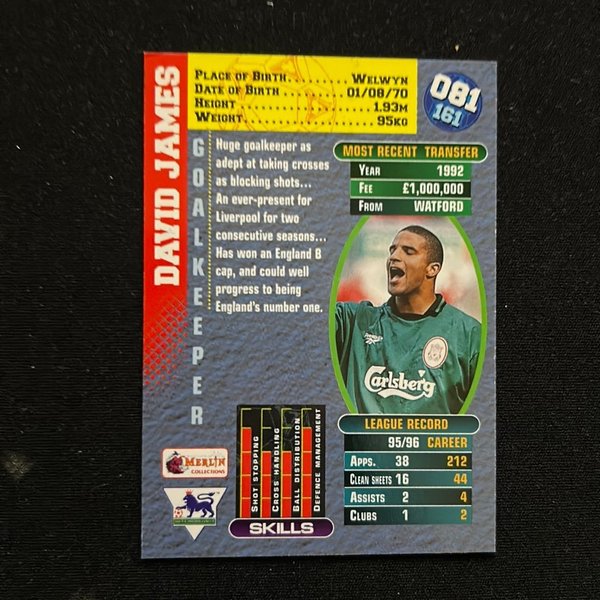 DAVID JAMES
GOALKEEPER
PLACE OF BIRTH.......... WELWYN
DATE OF BIRTH ....... 01/08/70
HEIGHT .................. 1.93M
WEIGHT................... 95KG
081
161
Huge goalkeeper as
adept at taking crosses
as blocking shots...
An ever-present for
Liverpool for two
consecutive seasons...
Has won an England B
cap, and could well
progress to being
England's number one.
MOST RECENT TRANSFER
YEAR 1992
FEE £1,000,000
FROM WATFORD
Reebok
Carlsberg
LEAGUE RECORD
95/96 CAREER
APPS. 38 212
CLEAN SHEETS 16 44
ASSISTS 2 4
CLUBS 1 2
SHOT STOPPING
CROSS HANDLING
BALL DISTRIBUTION
DEFENCE MANAGEMENT
SKILLS
MERLIN
COLLECTIONS